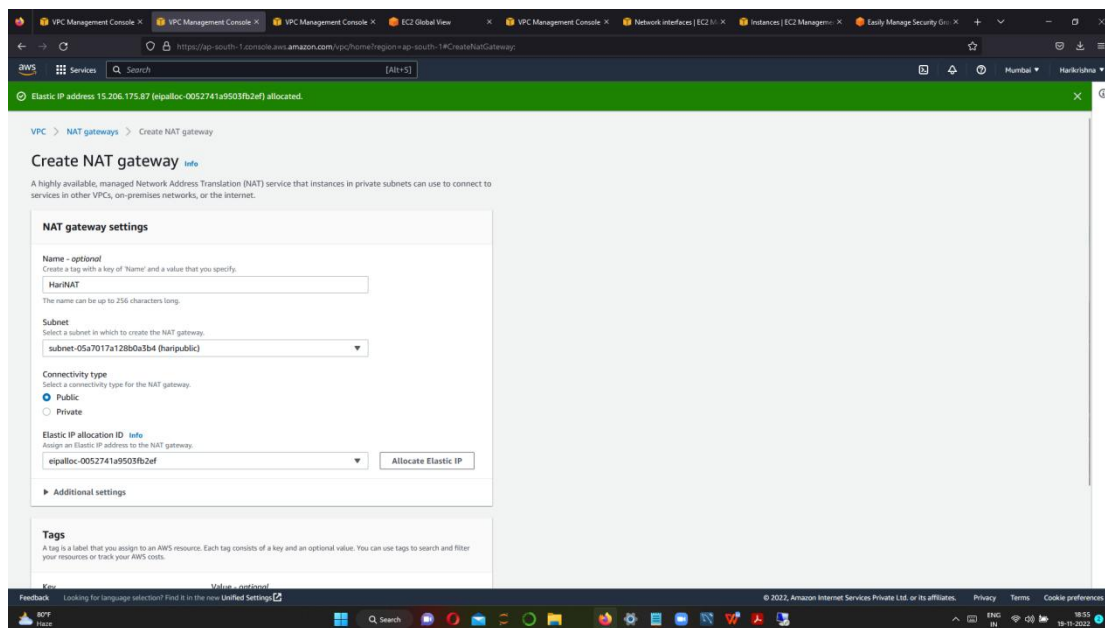 VPC Management Console
VPC Management Console
VPC Management Console
EC2 Global View
VPC Management Console
Network interfaces | EC2 M
Instances | EC2 Manageme
Easily Manage Security Gro
https://ap-south-1.console.aws.amazon.com/vpc/home?region=ap-south-1#CreateNatGateway:
aws
Services
Search
[Alt+S]
Mumbai
Harikrishna
Elastic IP address 15.206.175.87 (eipalloc-0052741a9503fb2ef) allocated.
VPC > NAT gateways > Create NAT gateway
Create NAT gateway Info
A highly available, managed Network Address Translation (NAT) service that instances in private subnets can use to connect to
services in other VPCs, on-premises networks, or the internet.
NAT gateway settings
Name - optional
Create a tag with a key of 'Name' and a value that you specify.
HariNAT
The name can be up to 256 characters long.
Subnet
Select a subnet in which to create the NAT gateway.
subnet-05a7017a128b0a3b4 (haripublic)
Connectivity type
Select a connectivity type for the NAT gateway.
Public
Private
Elastic IP allocation ID Info
Assign an Elastic IP address to the NAT gateway.
eipalloc-0052741a9503fb2ef
Allocate Elastic IP
Additional settings
Tags
A tag is a label that you assign to an AWS resource. Each tag consists of a key and an optional value. You can use tags to search and filter
your resources or track your AWS costs.
Key
Value - optional
Feedback
Looking for language selection? Find it in the new Unified Settings
© 2022, Amazon Internet Services Private Ltd. or its affiliates.
Privacy
Terms
Cookie preferences
80°F
Haze
Search
ENG
IN
18:55
19-11-2022